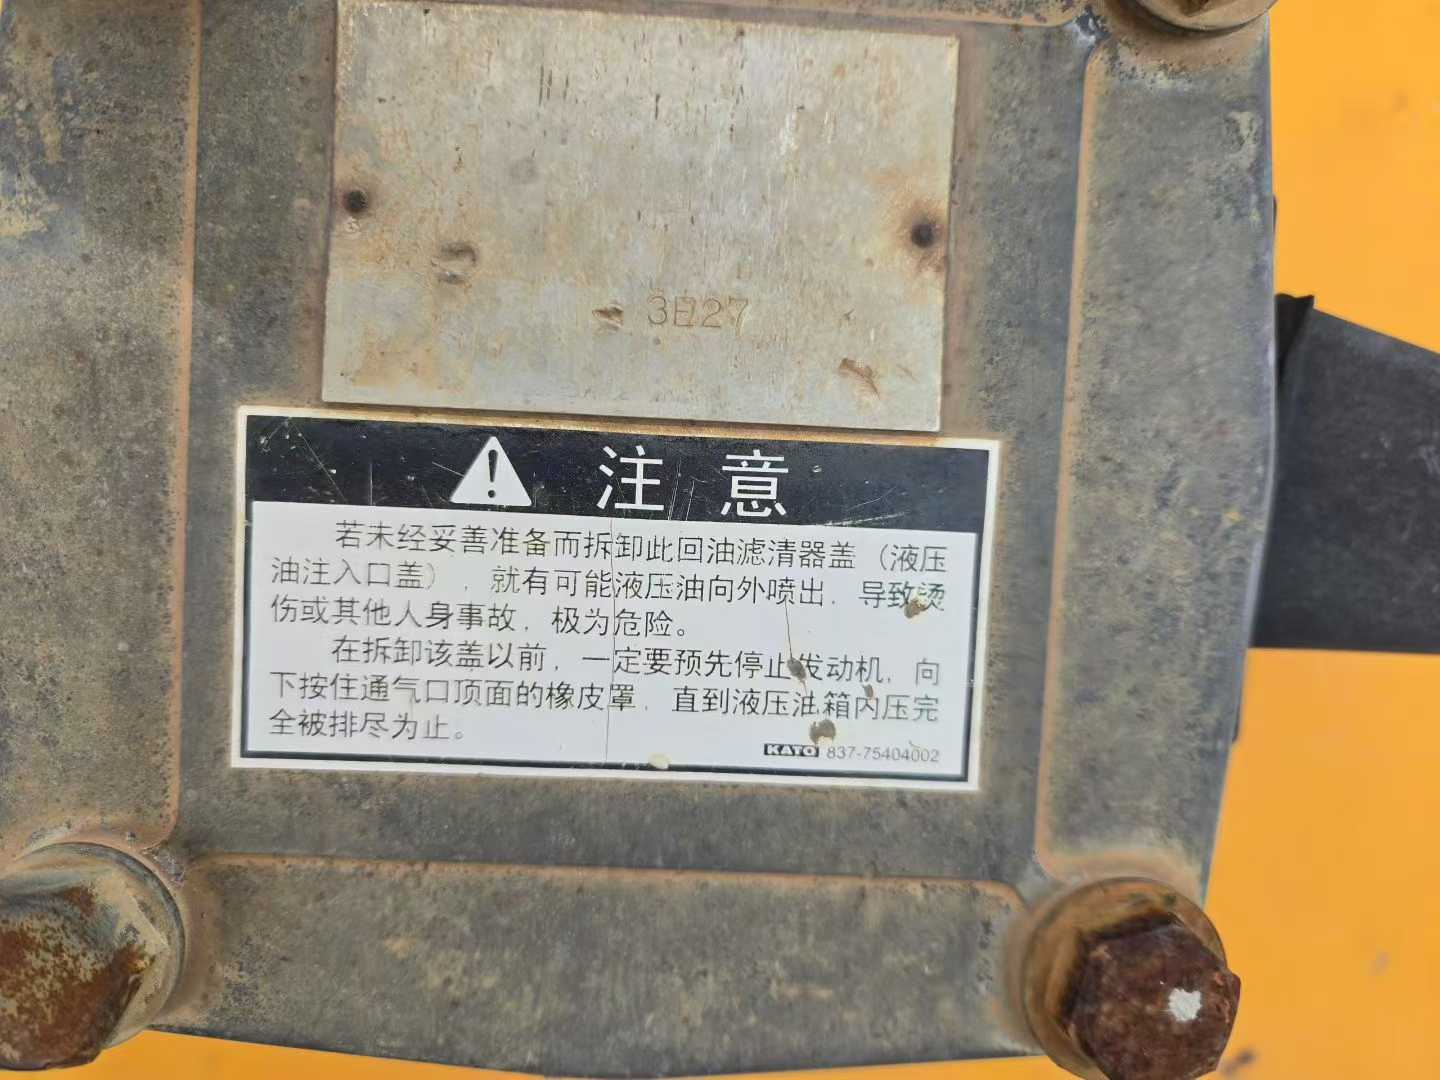 3E27
注意
若未经妥善准备而拆卸此回油滤清器盖（液压
油注入口盖），就有可能液压油向外喷出，导致烫
伤或其他人身事故，极为危险。
在拆卸该盖以前，一定要预先停止发动机，向
下按住通气口顶面的橡皮罩，直到液压油箱内压完
全被排尽为止。
KATO 837-75404002